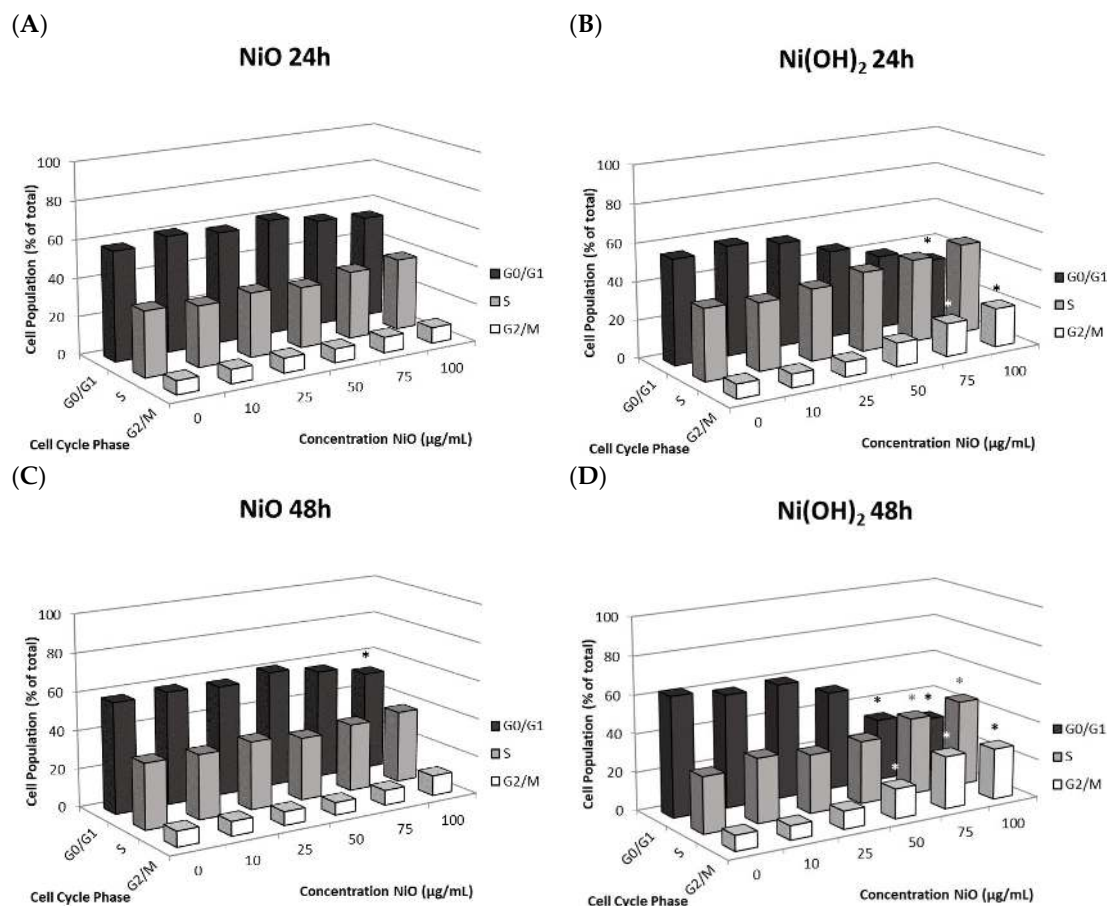 (A)
NiO 24h
Cell Population (% of total)
100
80
60
40
20
0
G0/G1
S
G2/M
0
10
25
50
75
100
Cell Cycle Phase
Concentration NiO (µg/mL)
G0/G1
S
G2/M
(B)
Ni(OH)₂ 24h
Cell Population (% of total)
100
80
60
40
20
0
*
*
*
G0/G1
S
G2/M
0
10
25
50
75
100
Cell Cycle Phase
Concentration NiO (µg/mL)
G0/G1
S
G2/M
(C)
NiO 48h
Cell Population (% of total)
100
80
60
40
20
0
*
G0/G1
S
G2/M
0
10
25
50
75
100
Cell Cycle Phase
Concentration NiO (µg/mL)
G0/G1
S
G2/M
(D)
Ni(OH)₂ 48h
Cell Population (% of total)
100
80
60
40
20
0
*
* * *
*
*
*
G0/G1
S
G2/M
0
10
25
50
75
100
Cell Cycle Phase
Concentration NiO (µg/mL)
G0/G1
S
G2/M